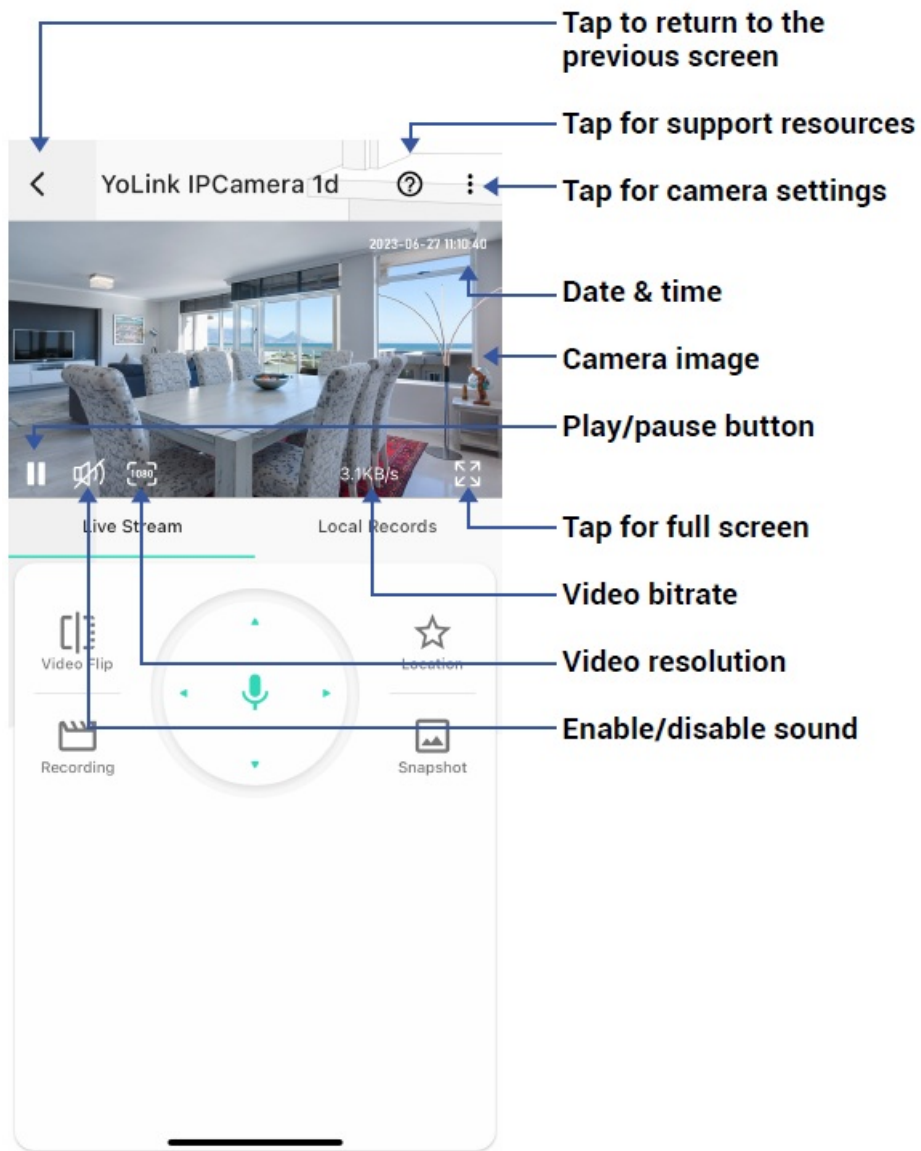 Tap to return to the
previous screen
Tap for support resources
YoLink IPCamera 1d
Tap for camera settings
2023-06-27 11:10:40
Date & time
Camera image
Play/pause button
1080
3.1KB/s
Live Stream
Local Records
Tap for full screen
Video bitrate
Video Flip
Location
Video resolution
Enable/disable sound
Recording
Snapshot